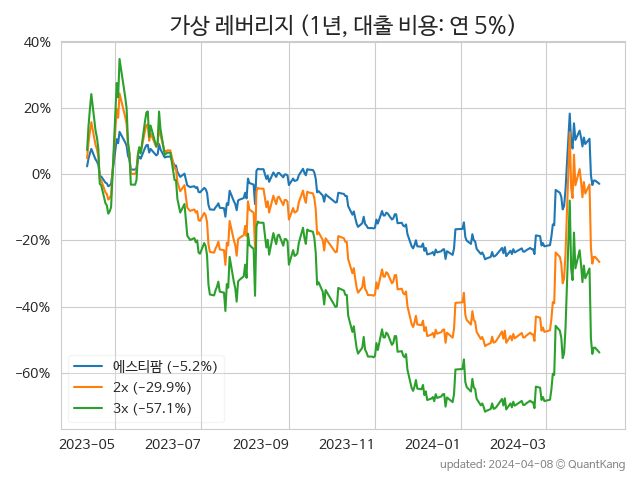 가상 레버리지 (1년, 대출 비용: 연 5%)
40%
20%
0%
−20%
−40%
−60%
에스티팜 (−5.2%)
2x (−29.9%)
3x (−57.1%)
2023-05 2023-07 2023-09 2023-11 2024-01 2024-03
updated: 2024-04-08 © QuantKang